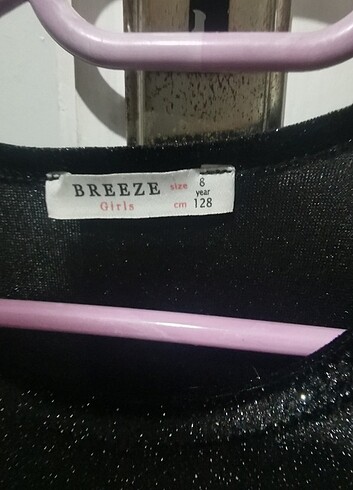 BREEZE size 8
year
Girls cm 128